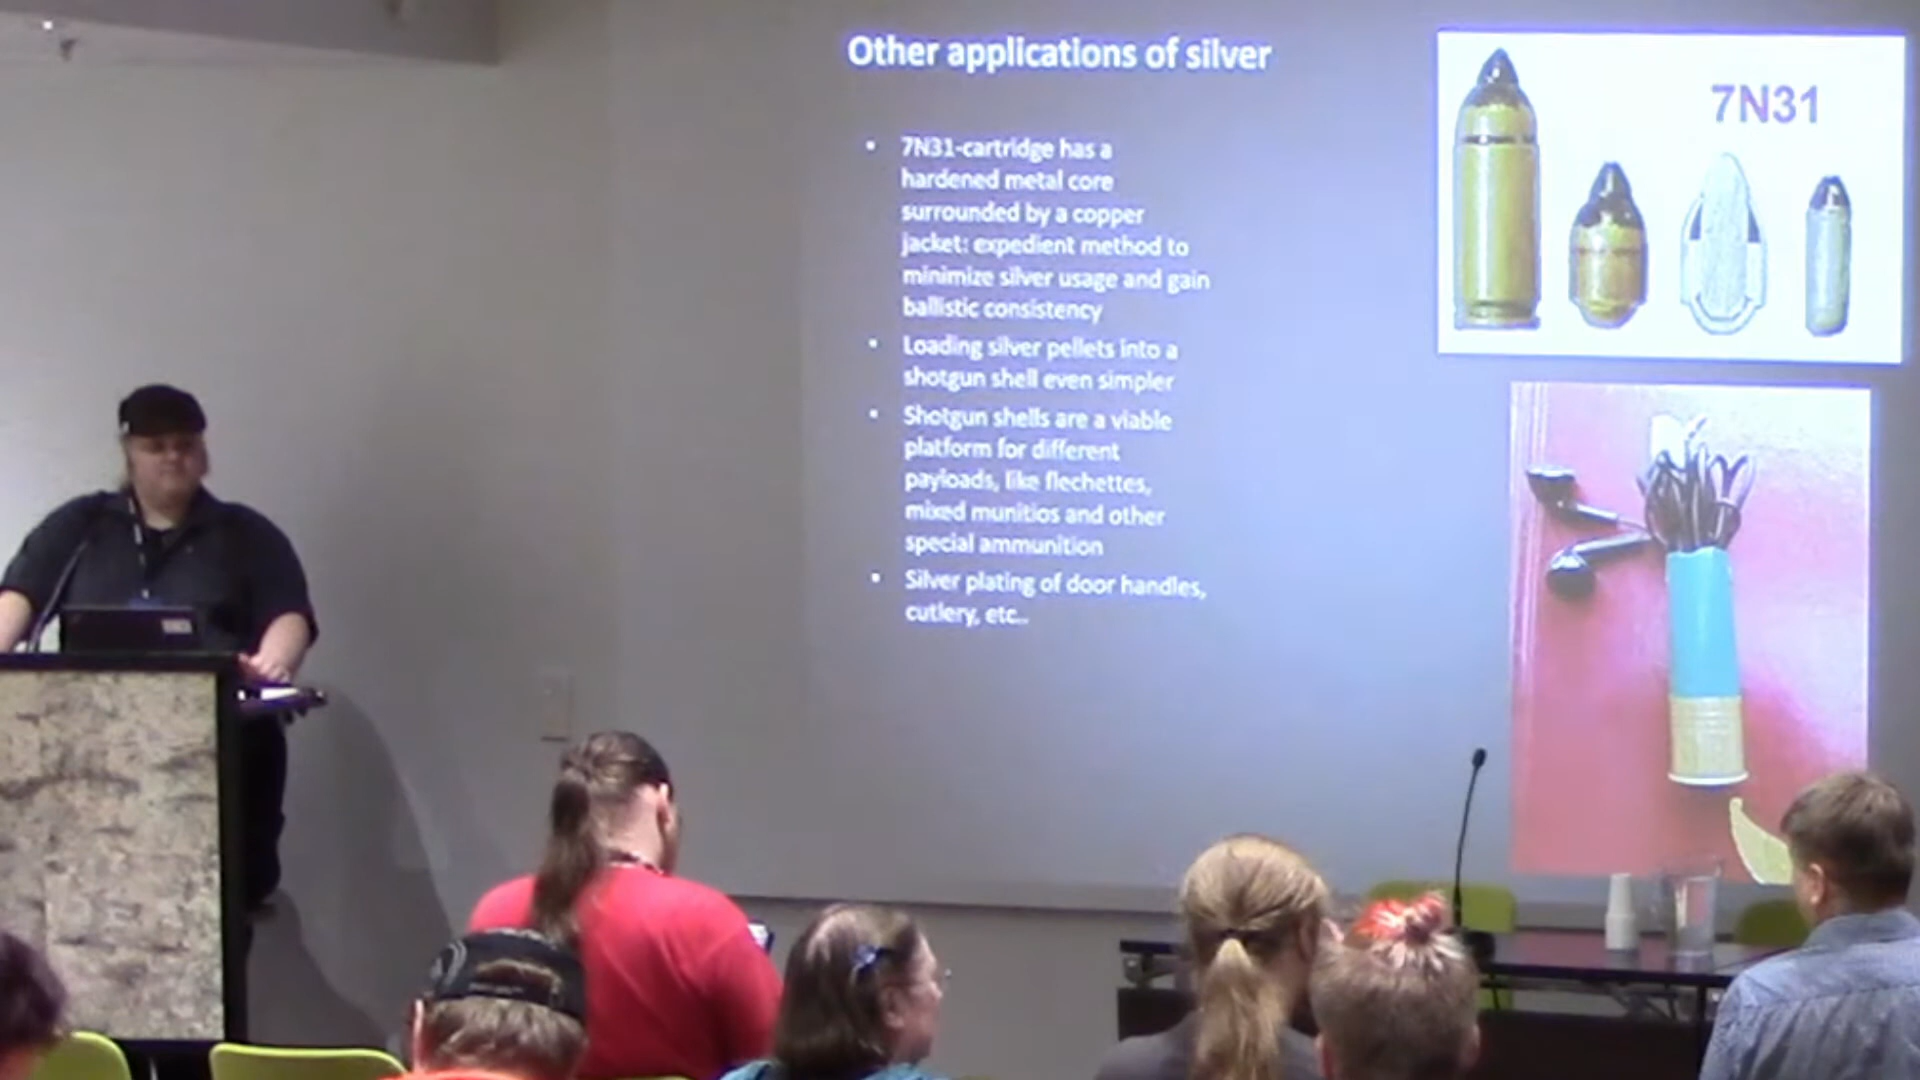 Other applications of silver
7N31
7N31-cartridge has a
hardened metal core
surrounded by a copper
jacket: expedient method to
minimize silver usage and gain
ballistic consistency
Loading silver pellets into a
shotgun shell even simpler
Shotgun shells are a viable
platform for different
payloads, like flechettes,
mixed munitios and other
special ammunition
Silver plating of door handles,
cutlery, etc..